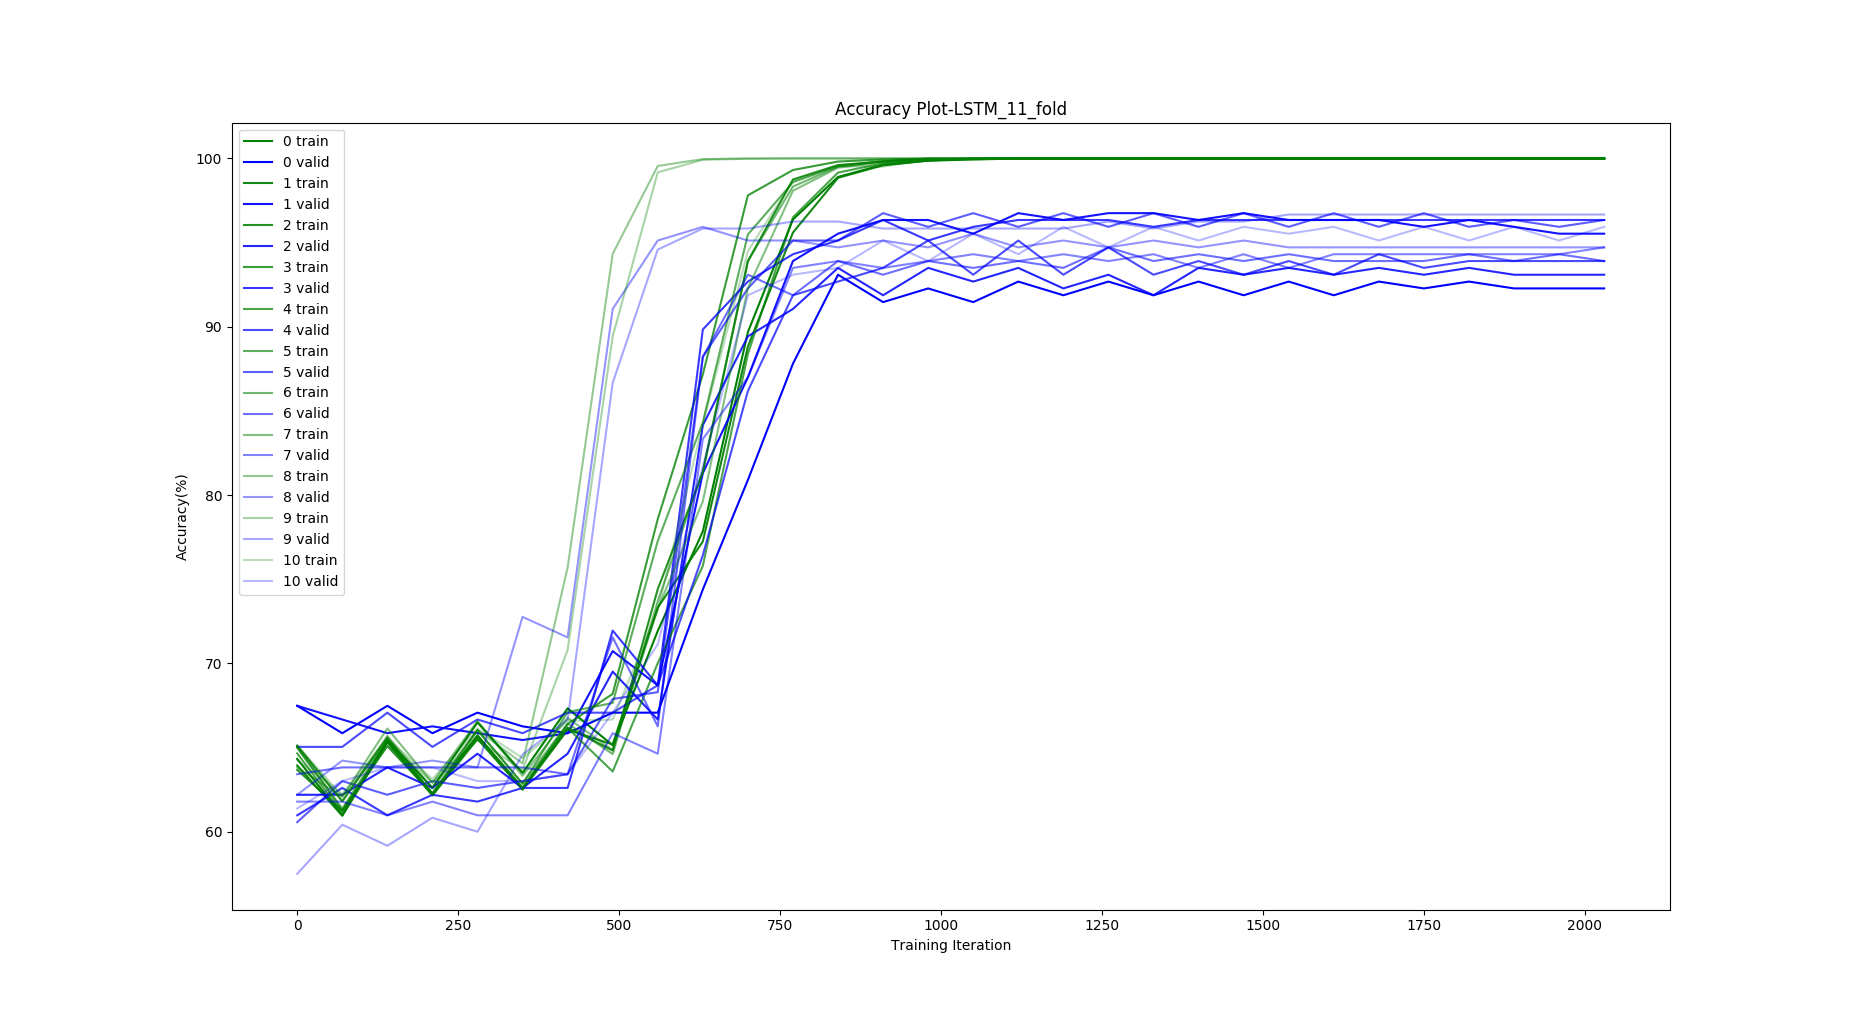 Accuracy Plot-LSTM_11_fold
0 train
0 valid
1 train
1 valid
2 train
2 valid
3 train
3 valid
4 train
4 valid
5 train
5 valid
6 train
6 valid
7 train
7 valid
8 train
8 valid
9 train
9 valid
10 train
10 valid
100
90
80
70
60
Accuracy(%)
0 250 500 750 1000 1250 1500 1750 2000
Training Iteration